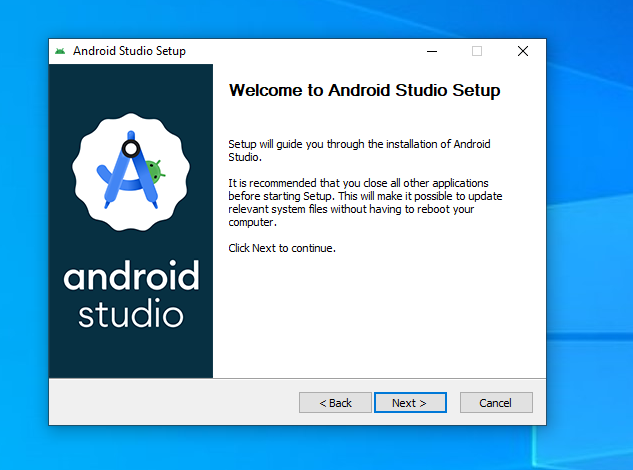 Android Studio Setup
android
studio
Welcome to Android Studio Setup
Setup will guide you through the installation of Android
Studio.
It is recommended that you close all other applications
before starting Setup. This will make it possible to update
relevant system files without having to reboot your
computer.
Click Next to continue.
< Back
Next >
Cancel